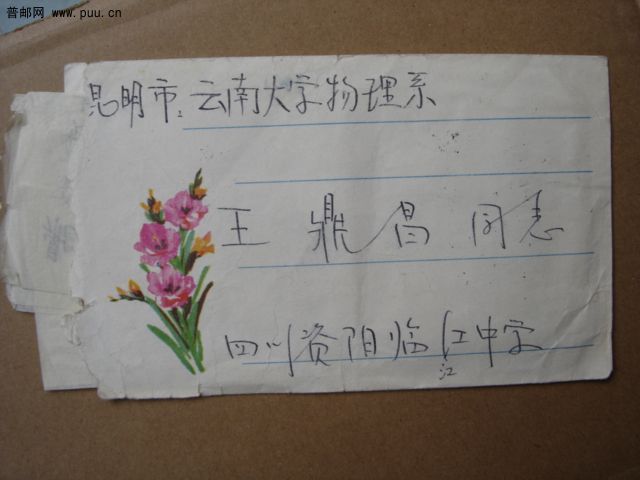 普邮网 www.puu.cn
昆明市：云南大学物理系
王鼎昌同志
四川资阳临江中学
江